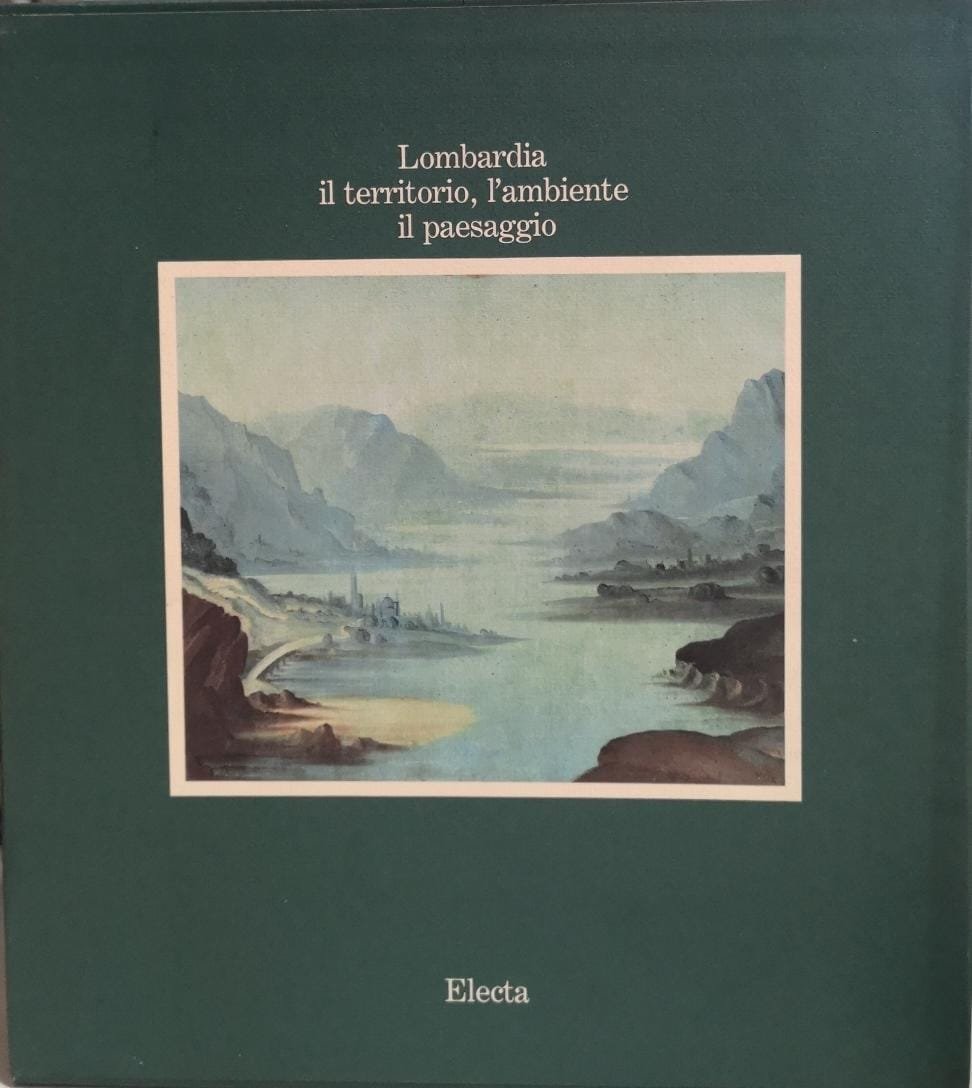 Lombardia
il territorio, l'ambiente
il paesaggio
Electa